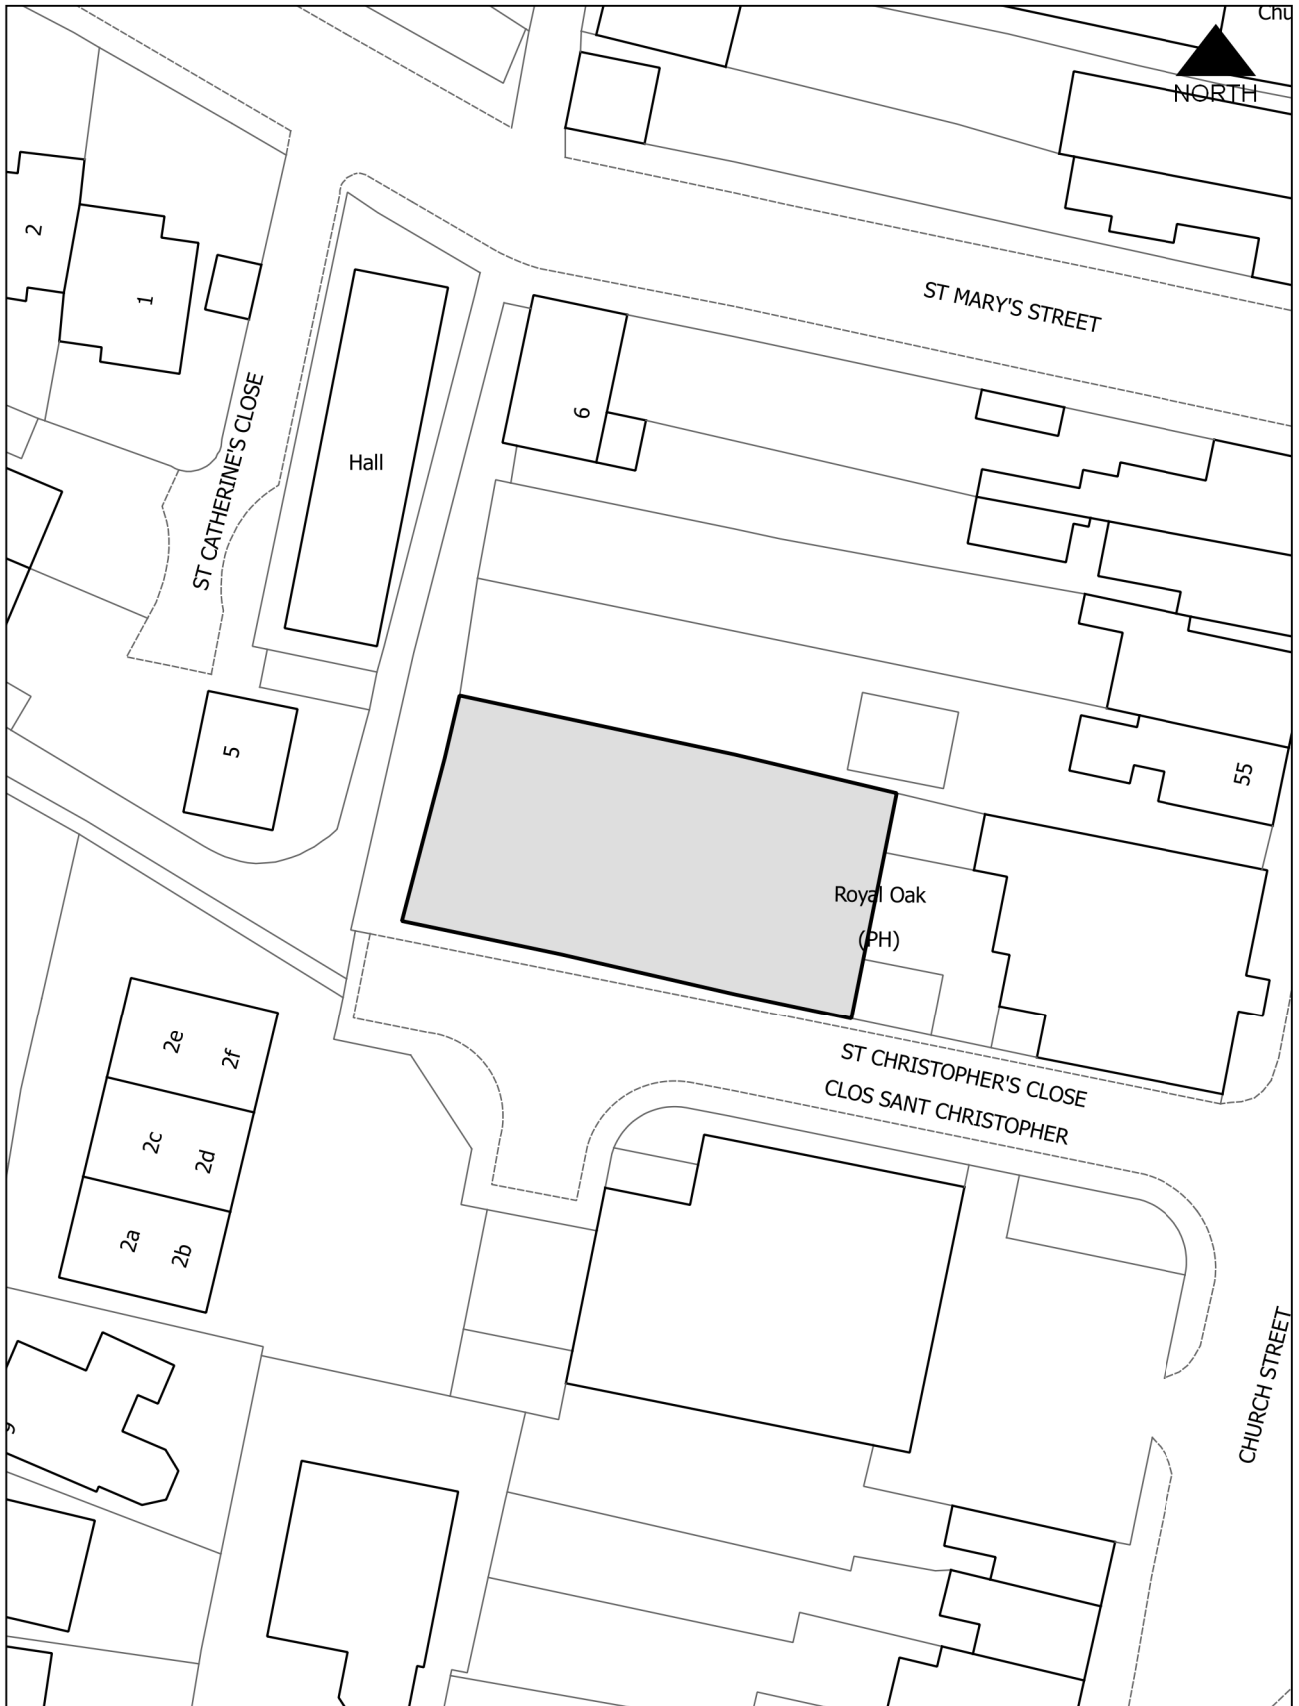 Chu
NORTH
2
1
ST MARY'S STREET
ST CATHERINE'S CLOSE
Hall
6
5
55
Royal Oak
(PH)
2e
2f
2c
2d
2a
2b
ST CHRISTOPHER'S CLOSE
CLOS SANT CHRISTOPHER
CHURCH STREET